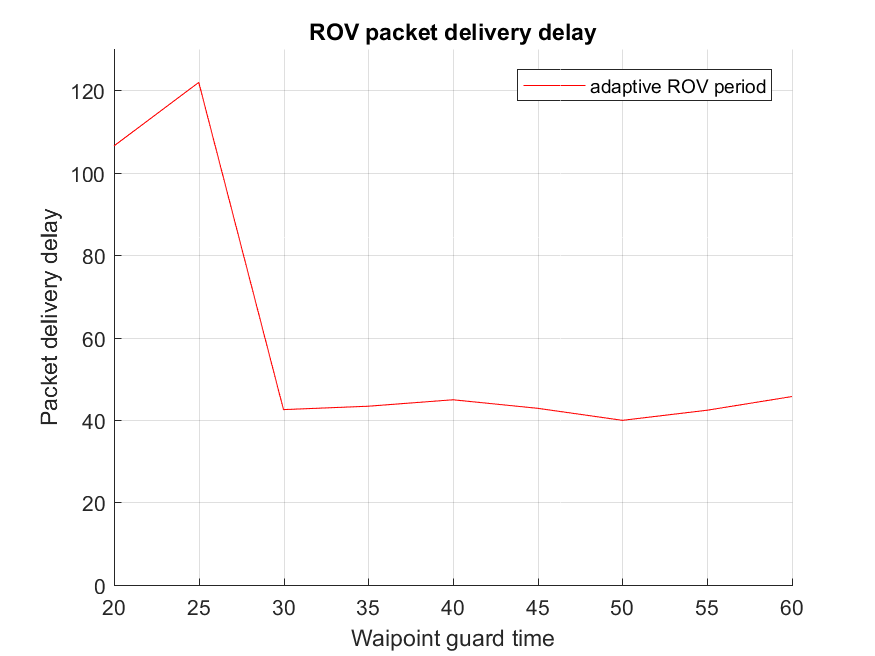 ROV packet delivery delay
adaptive ROV period
Packet delivery delay
120
100
80
60
40
20
0
20 25 30 35 40 45 50 55 60
Waipoint guard time